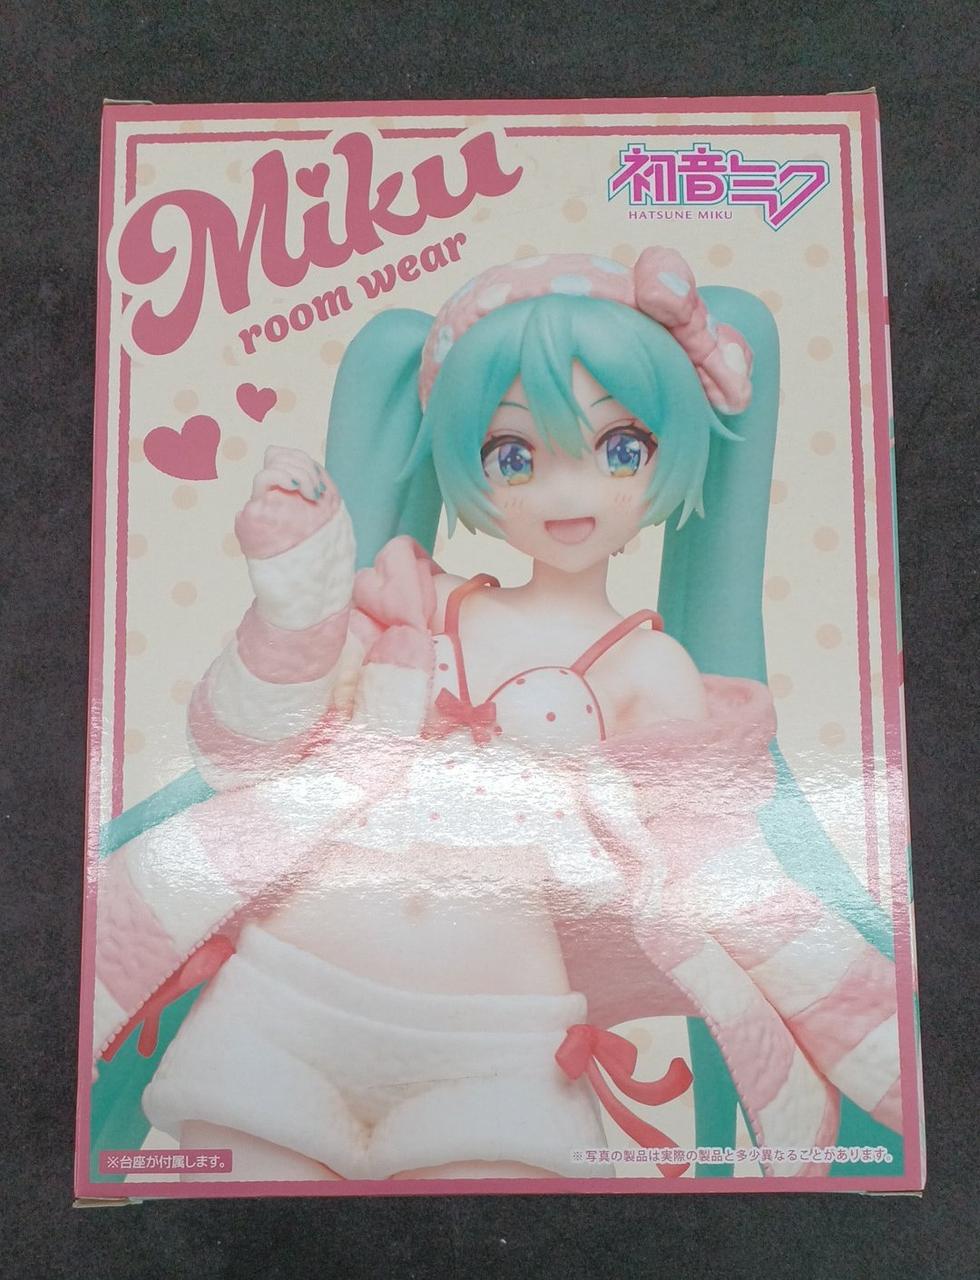 Miku
room wear
初音ミク
HATSUNE MIKU
※台座が付属します。
※写真の製品は実際の製品と多少異なることがあります。